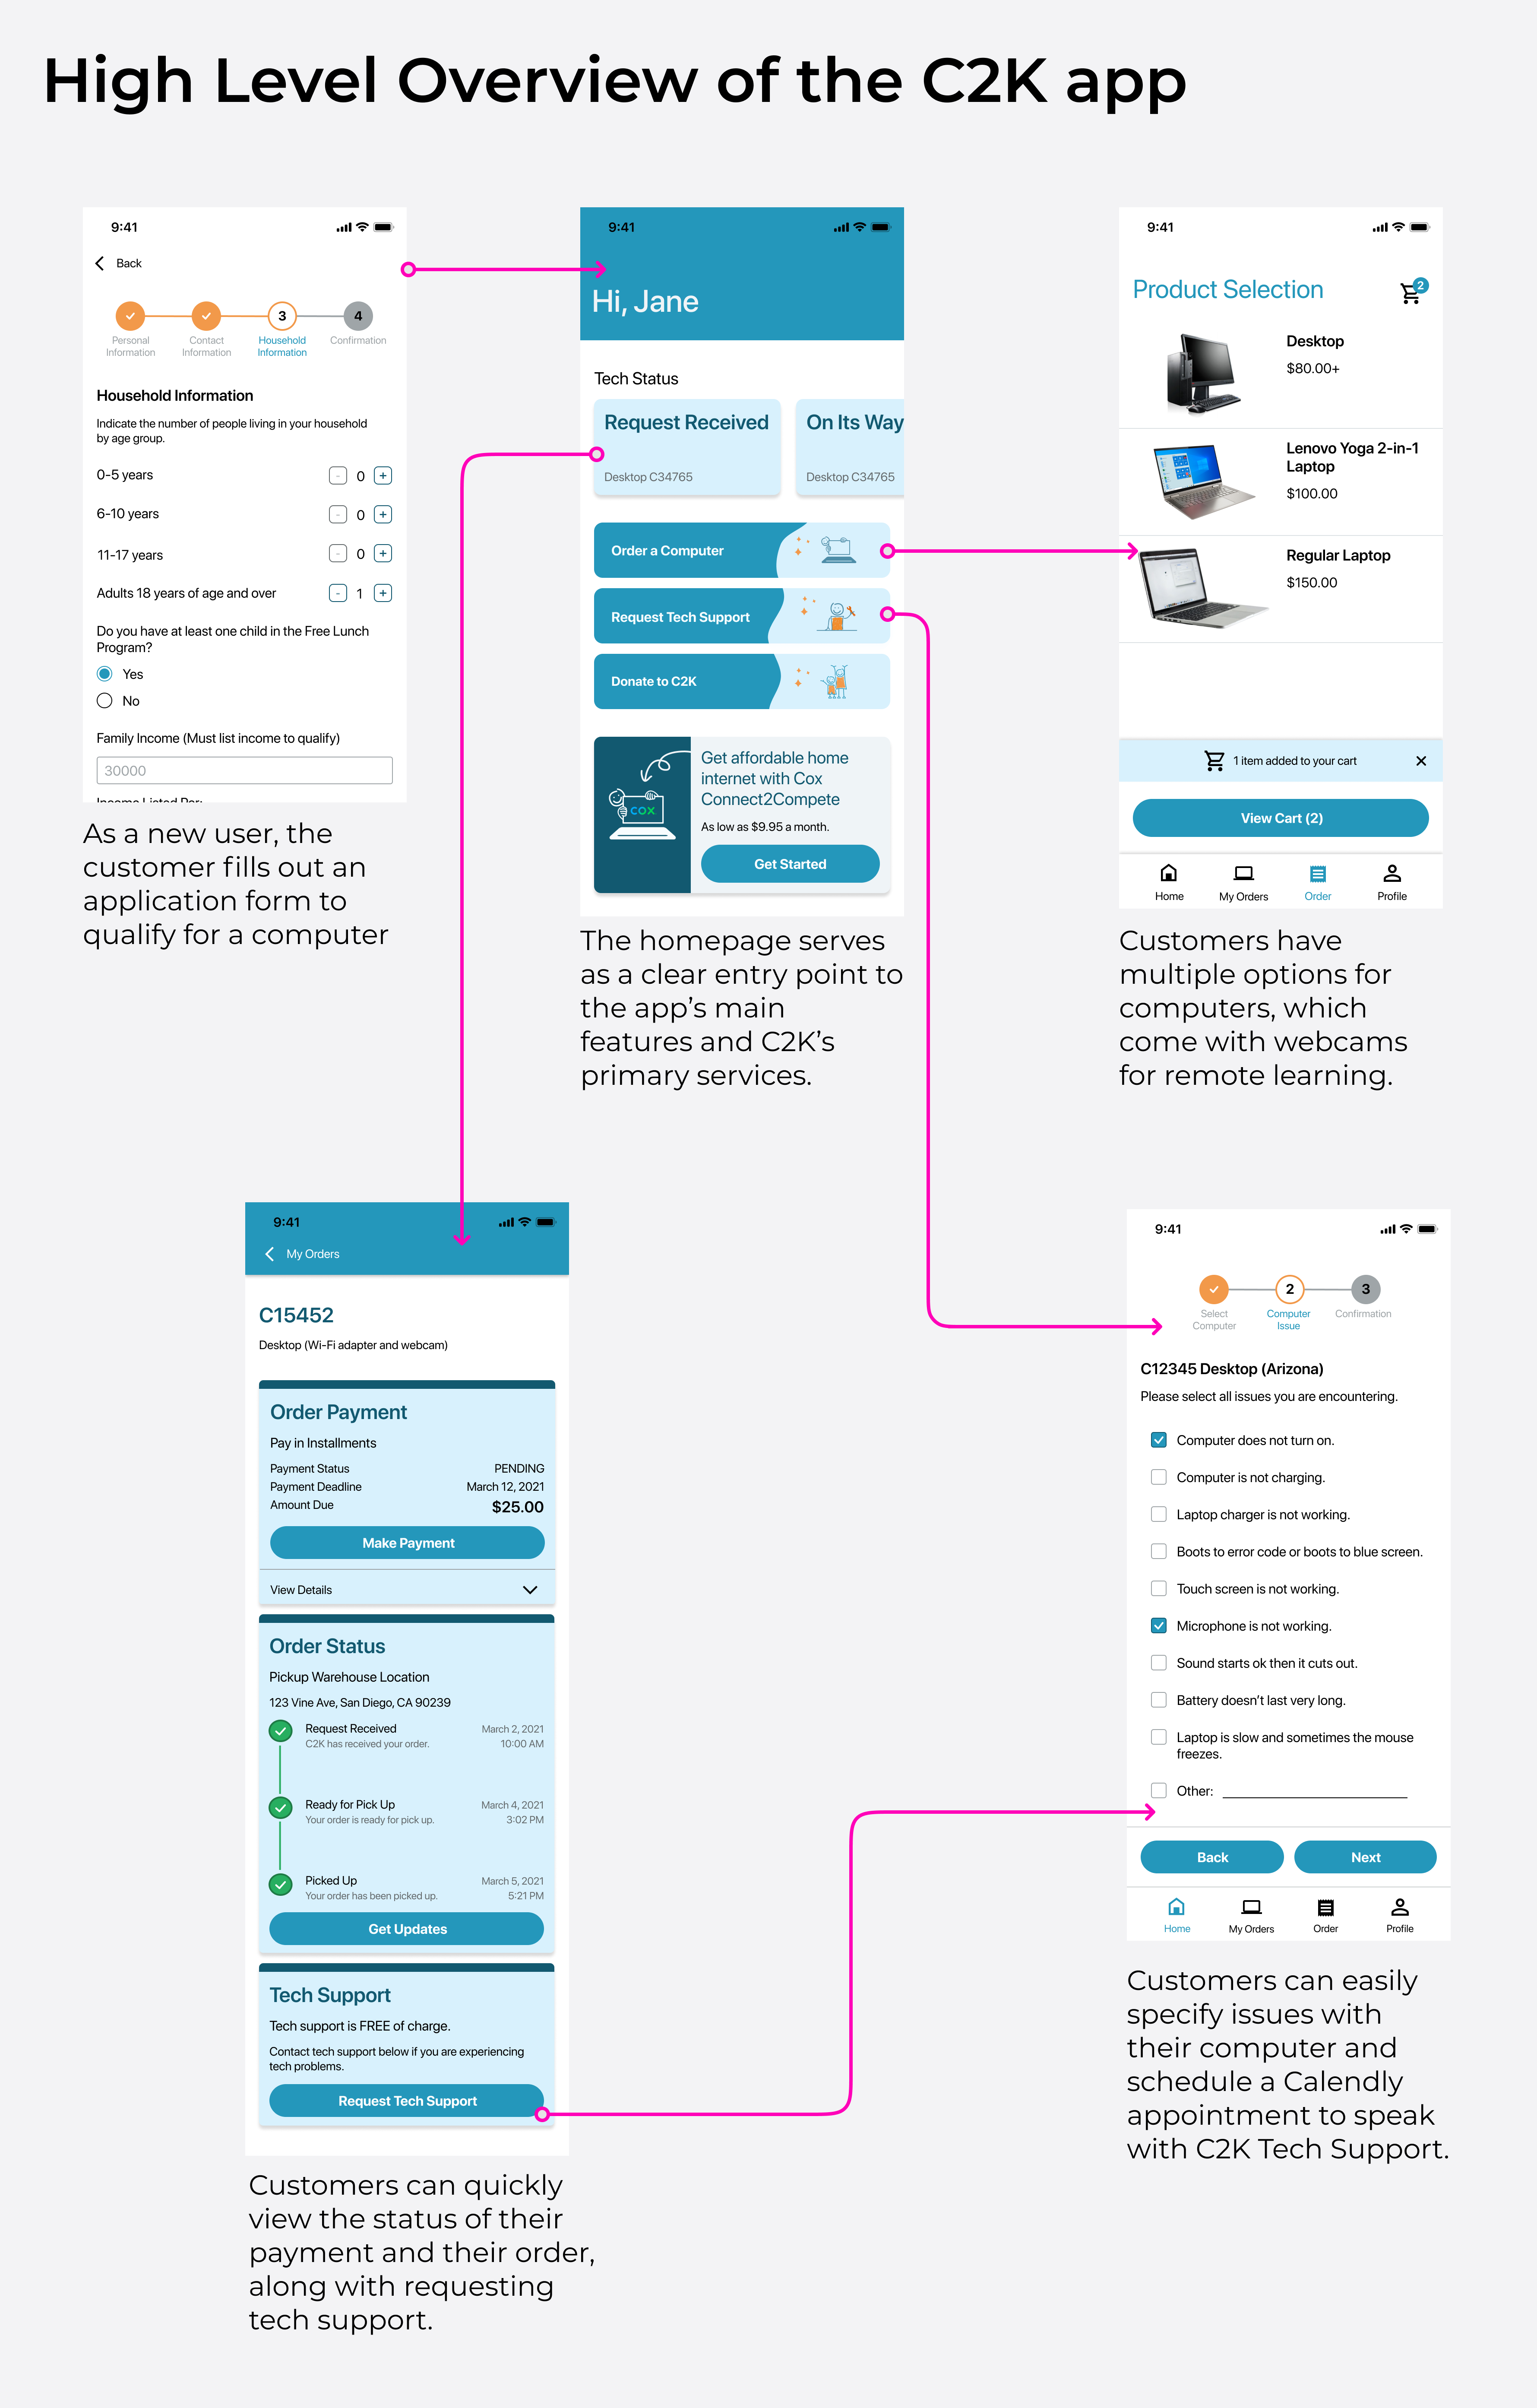 High Level Overview of the C2K app
9:41
Back
3
4
Personal
Information
Contact
Information
Household
Information
Confirmation
Household Information
Indicate the number of people living in your household
by age group.
0-5 years
- 0 +
6-10 years
- 0 +
11-17 years
- 0 +
Adults 18 years of age and over
- 1 +
Do you have at least one child in the Free Lunch
Program?
Yes
No
Family Income (Must list income to qualify)
30000
Income Listed Per:
As a new user, the
customer fills out an
application form to
qualify for a computer
9:41
Hi, Jane
Tech Status
Request Received
Desktop C34765
On Its Way
Desktop C34765
Order a Computer
Request Tech Support
Donate to C2K
COX
Get affordable home
internet with Cox
Connect2Compete
As low as $9.95 a month.
Get Started
The homepage serves
as a clear entry point to
the app's main
features and C2K's
primary services.
9:41
Product Selection
2
Desktop
$80.00+
Lenovo Yoga 2-in-1
Laptop
$100.00
Regular Laptop
$150.00
1 item added to your cart
View Cart (2)
Home
My Orders
Order
Profile
Customers have
multiple options for
computers, which
come with webcams
for remote learning.
9:41
My Orders
C15452
Desktop (Wi-Fi adapter and webcam)
Order Payment
Pay in Installments
Payment Status PENDING
Payment Deadline March 12, 2021
Amount Due $25.00
Make Payment
View Details
Order Status
Pickup Warehouse Location
123 Vine Ave, San Diego, CA 90239
Request Received March 2, 2021
C2K has received your order. 10:00 AM
Ready for Pick Up March 4, 2021
Your order is ready for pick up. 3:02 PM
Picked Up March 5, 2021
Your order has been picked up. 5:21 PM
Get Updates
Tech Support
Tech support is FREE of charge.
Contact tech support below if you are experiencing
tech problems.
Request Tech Support
Customers can quickly
view the status of their
payment and their order,
along with requesting
tech support.
9:41
2
3
Select
Computer
Computer
Issue
Confirmation
C12345 Desktop (Arizona)
Please select all issues you are encountering.
Computer does not turn on.
Computer is not charging.
Laptop charger is not working.
Boots to error code or boots to blue screen.
Touch screen is not working.
Microphone is not working.
Sound starts ok then it cuts out.
Battery doesn't last very long.
Laptop is slow and sometimes the mouse
freezes.
Other:
Back
Next
Home
My Orders
Order
Profile
Customers can easily
specify issues with
their computer and
schedule a Calendly
appointment to speak
with C2K Tech Support.